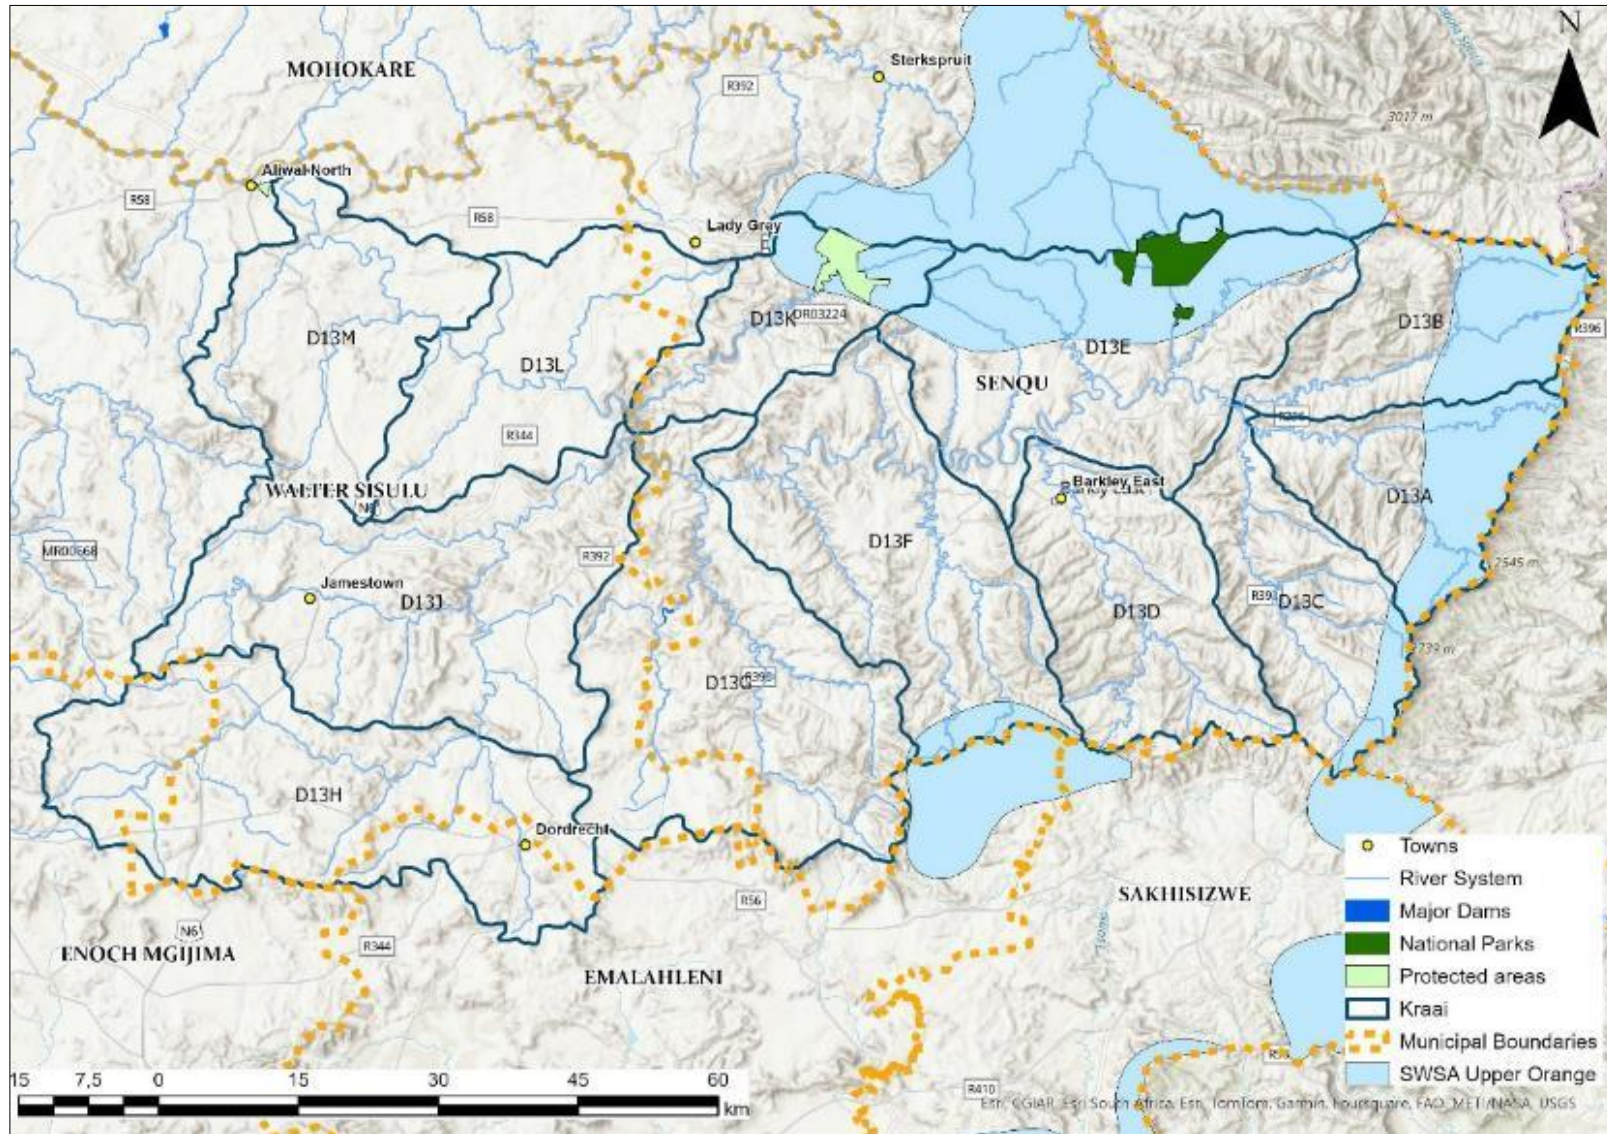 N
Sterkspruit
MOHOKARE
R392
3017 m
Aliwal North
R58
R58
Lady Grey
D13K
DR03224
D13B
R396
D13M
D13L
D13E
SENQU
R344
Barkley East
WALTER SISULU
N6
D13A
D13F
MR00668
R392
2545 m
Jamestown
D13J
D13D
R393
D13C
D13G
D13H
Dordrecht
Towns
River System
Major Dams
National Parks
Protected areas
Kraai
Municipal Boundaries
SWSA Upper Orange
SAKHISIZWE
R56
Tsomo
ENOCH MGIJIMA
N6
R344
EMALAHLENI
15 7,5 0 15 30 45 60
km
R410
Esri, CGIAR, Esri South Africa, Esri, TomTom, Garmin, Foursquare, FAO, METI/NASA, USGS